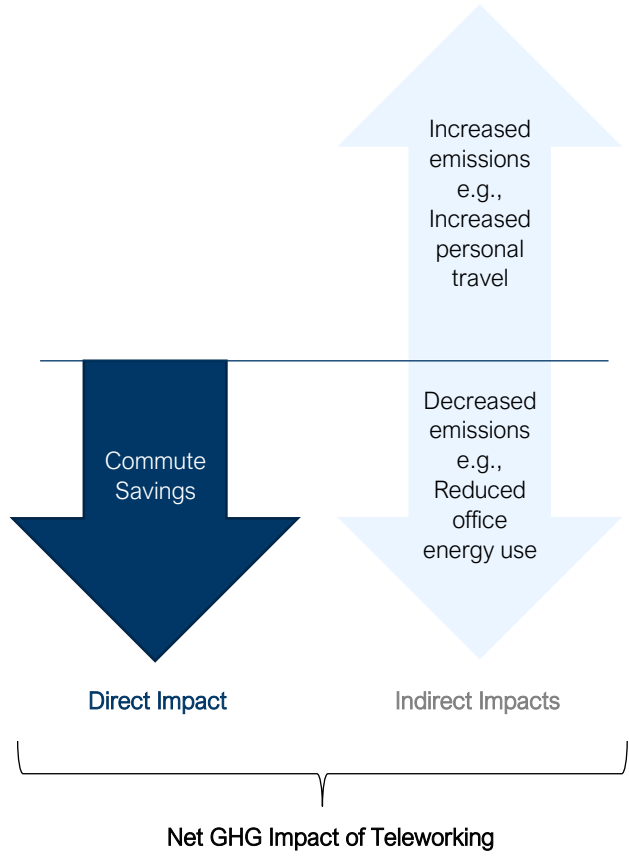 Increased
emissions
e.g.,
Increased
personal
travel
Commute
Savings
Decreased
emissions
e.g.,
Reduced
office
energy use
Direct Impact
Indirect Impacts
Net GHG Impact of Teleworking